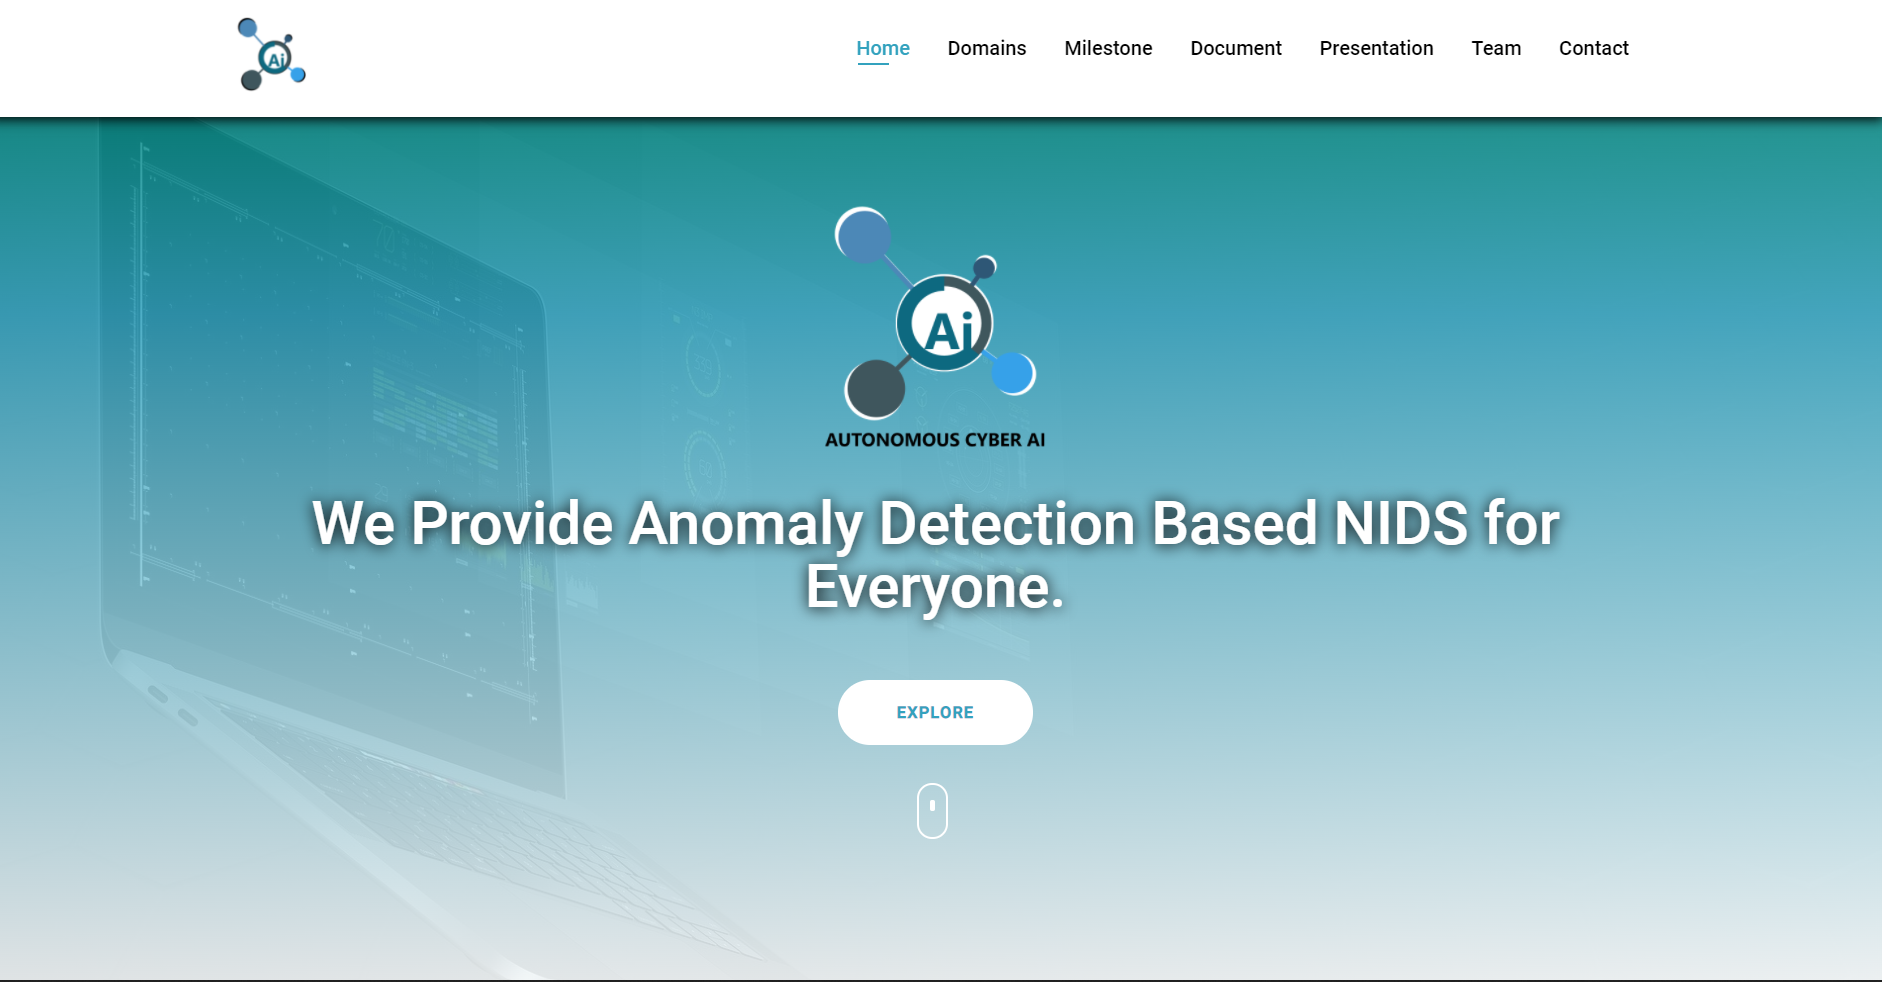 Ai
Home Domains Milestone Document Presentation Team Contact
Ai
AUTONOMOUS CYBER AI
We Provide Anomaly Detection Based NIDS for
Everyone.
EXPLORE